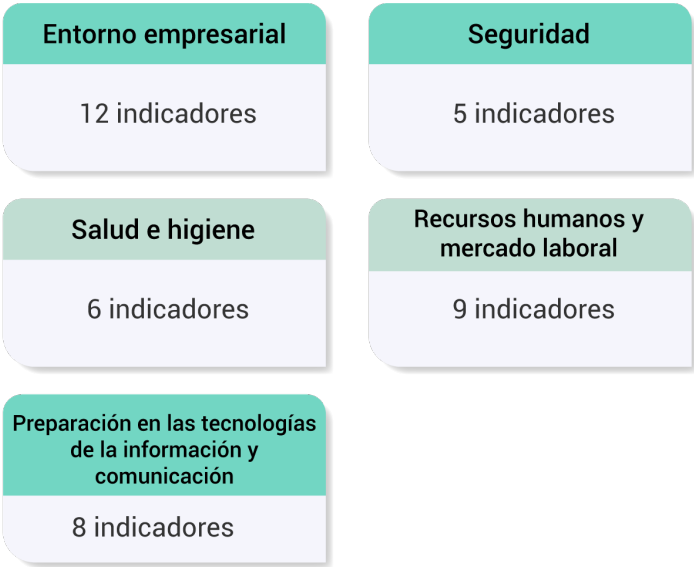 Entorno empresarial
12 indicadores
Seguridad
5 indicadores
Salud e higiene
6 indicadores
Recursos humanos y
mercado laboral
9 indicadores
Preparación en las tecnologías
de la información y
comunicación
8 indicadores